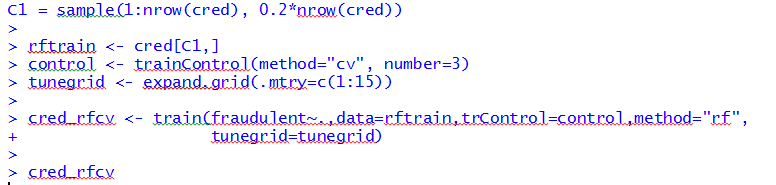 C1 = sample(1:nrow(cred), 0.2*nrow(cred))
>
> rftrain <- cred[C1,]
> control <- trainControl(method="cv", number=3)
> tunegrid <- expand.grid(.mtry=c(1:15))
>
> cred_rfcv <- train(fraudulent~.,data=rftrain,trControl=control,method="rf",
+ tunegrid=tunegrid)
>
> cred_rfcv